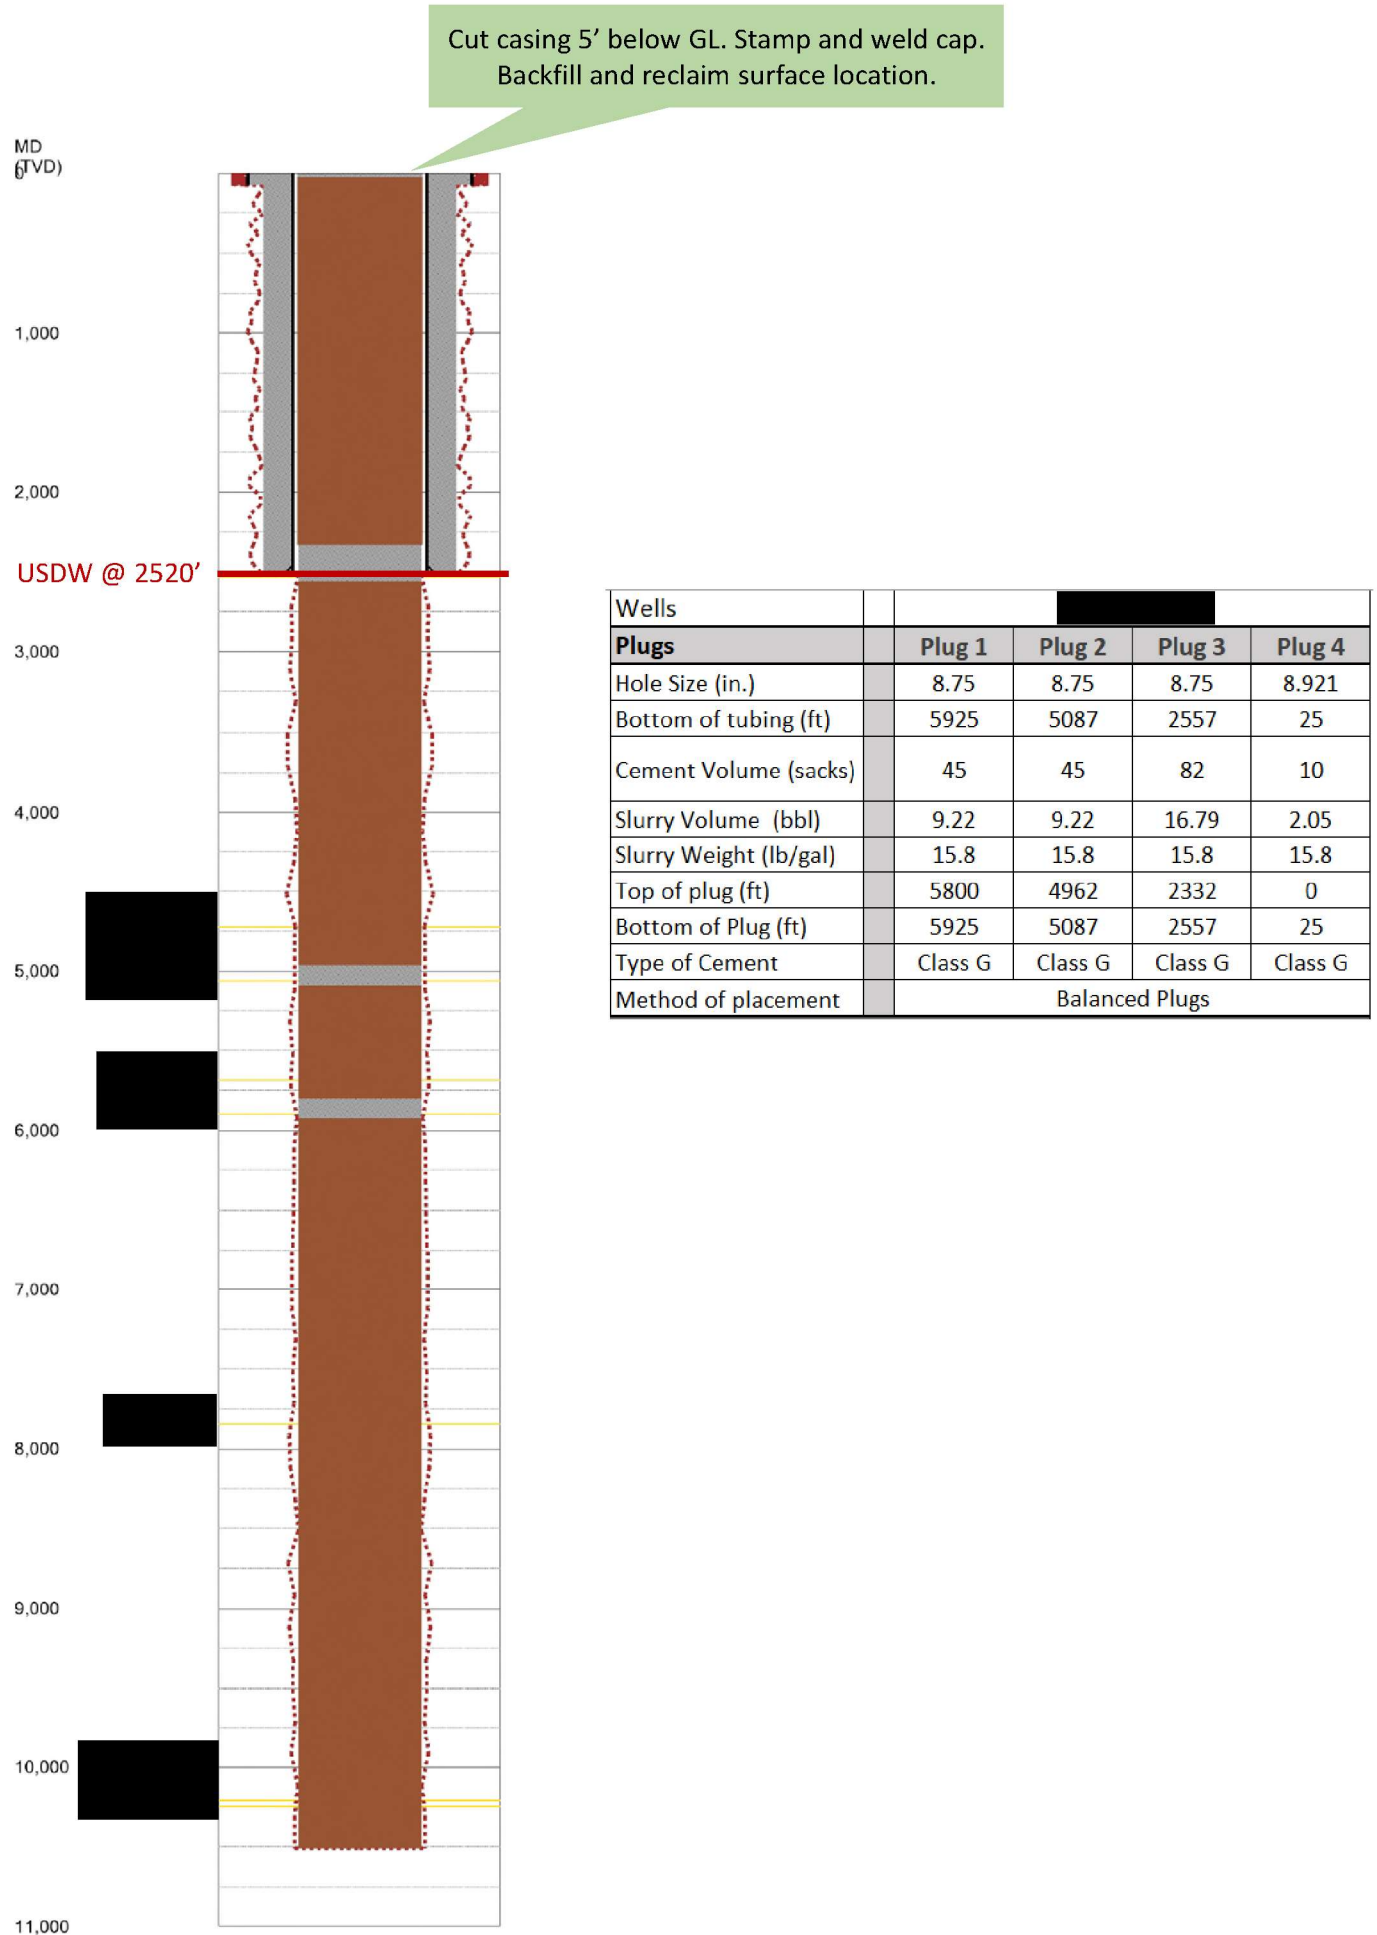 Cut casing 5’ below GL. Stamp and weld cap.
Backfill and reclaim surface location.
MD
(TVD)
0
1,000
2,000
USDW @ 2520’
3,000
4,000
5,000
6,000
7,000
8,000
9,000
10,000
11,000
Wells
Plugs Plug 1 Plug 2 Plug 3 Plug 4
Hole Size (in.) 8.75 8.75 8.75 8.921
Bottom of tubing (ft) 5925 5087 2557 25
Cement Volume (sacks) 45 45 82 10
Slurry Volume (bbl) 9.22 9.22 16.79 2.05
Slurry Weight (lb/gal) 15.8 15.8 15.8 15.8
Top of plug (ft) 5800 4962 2332 0
Bottom of Plug (ft) 5925 5087 2557 25
Type of Cement Class G Class G Class G Class G
Method of placement Balanced Plugs